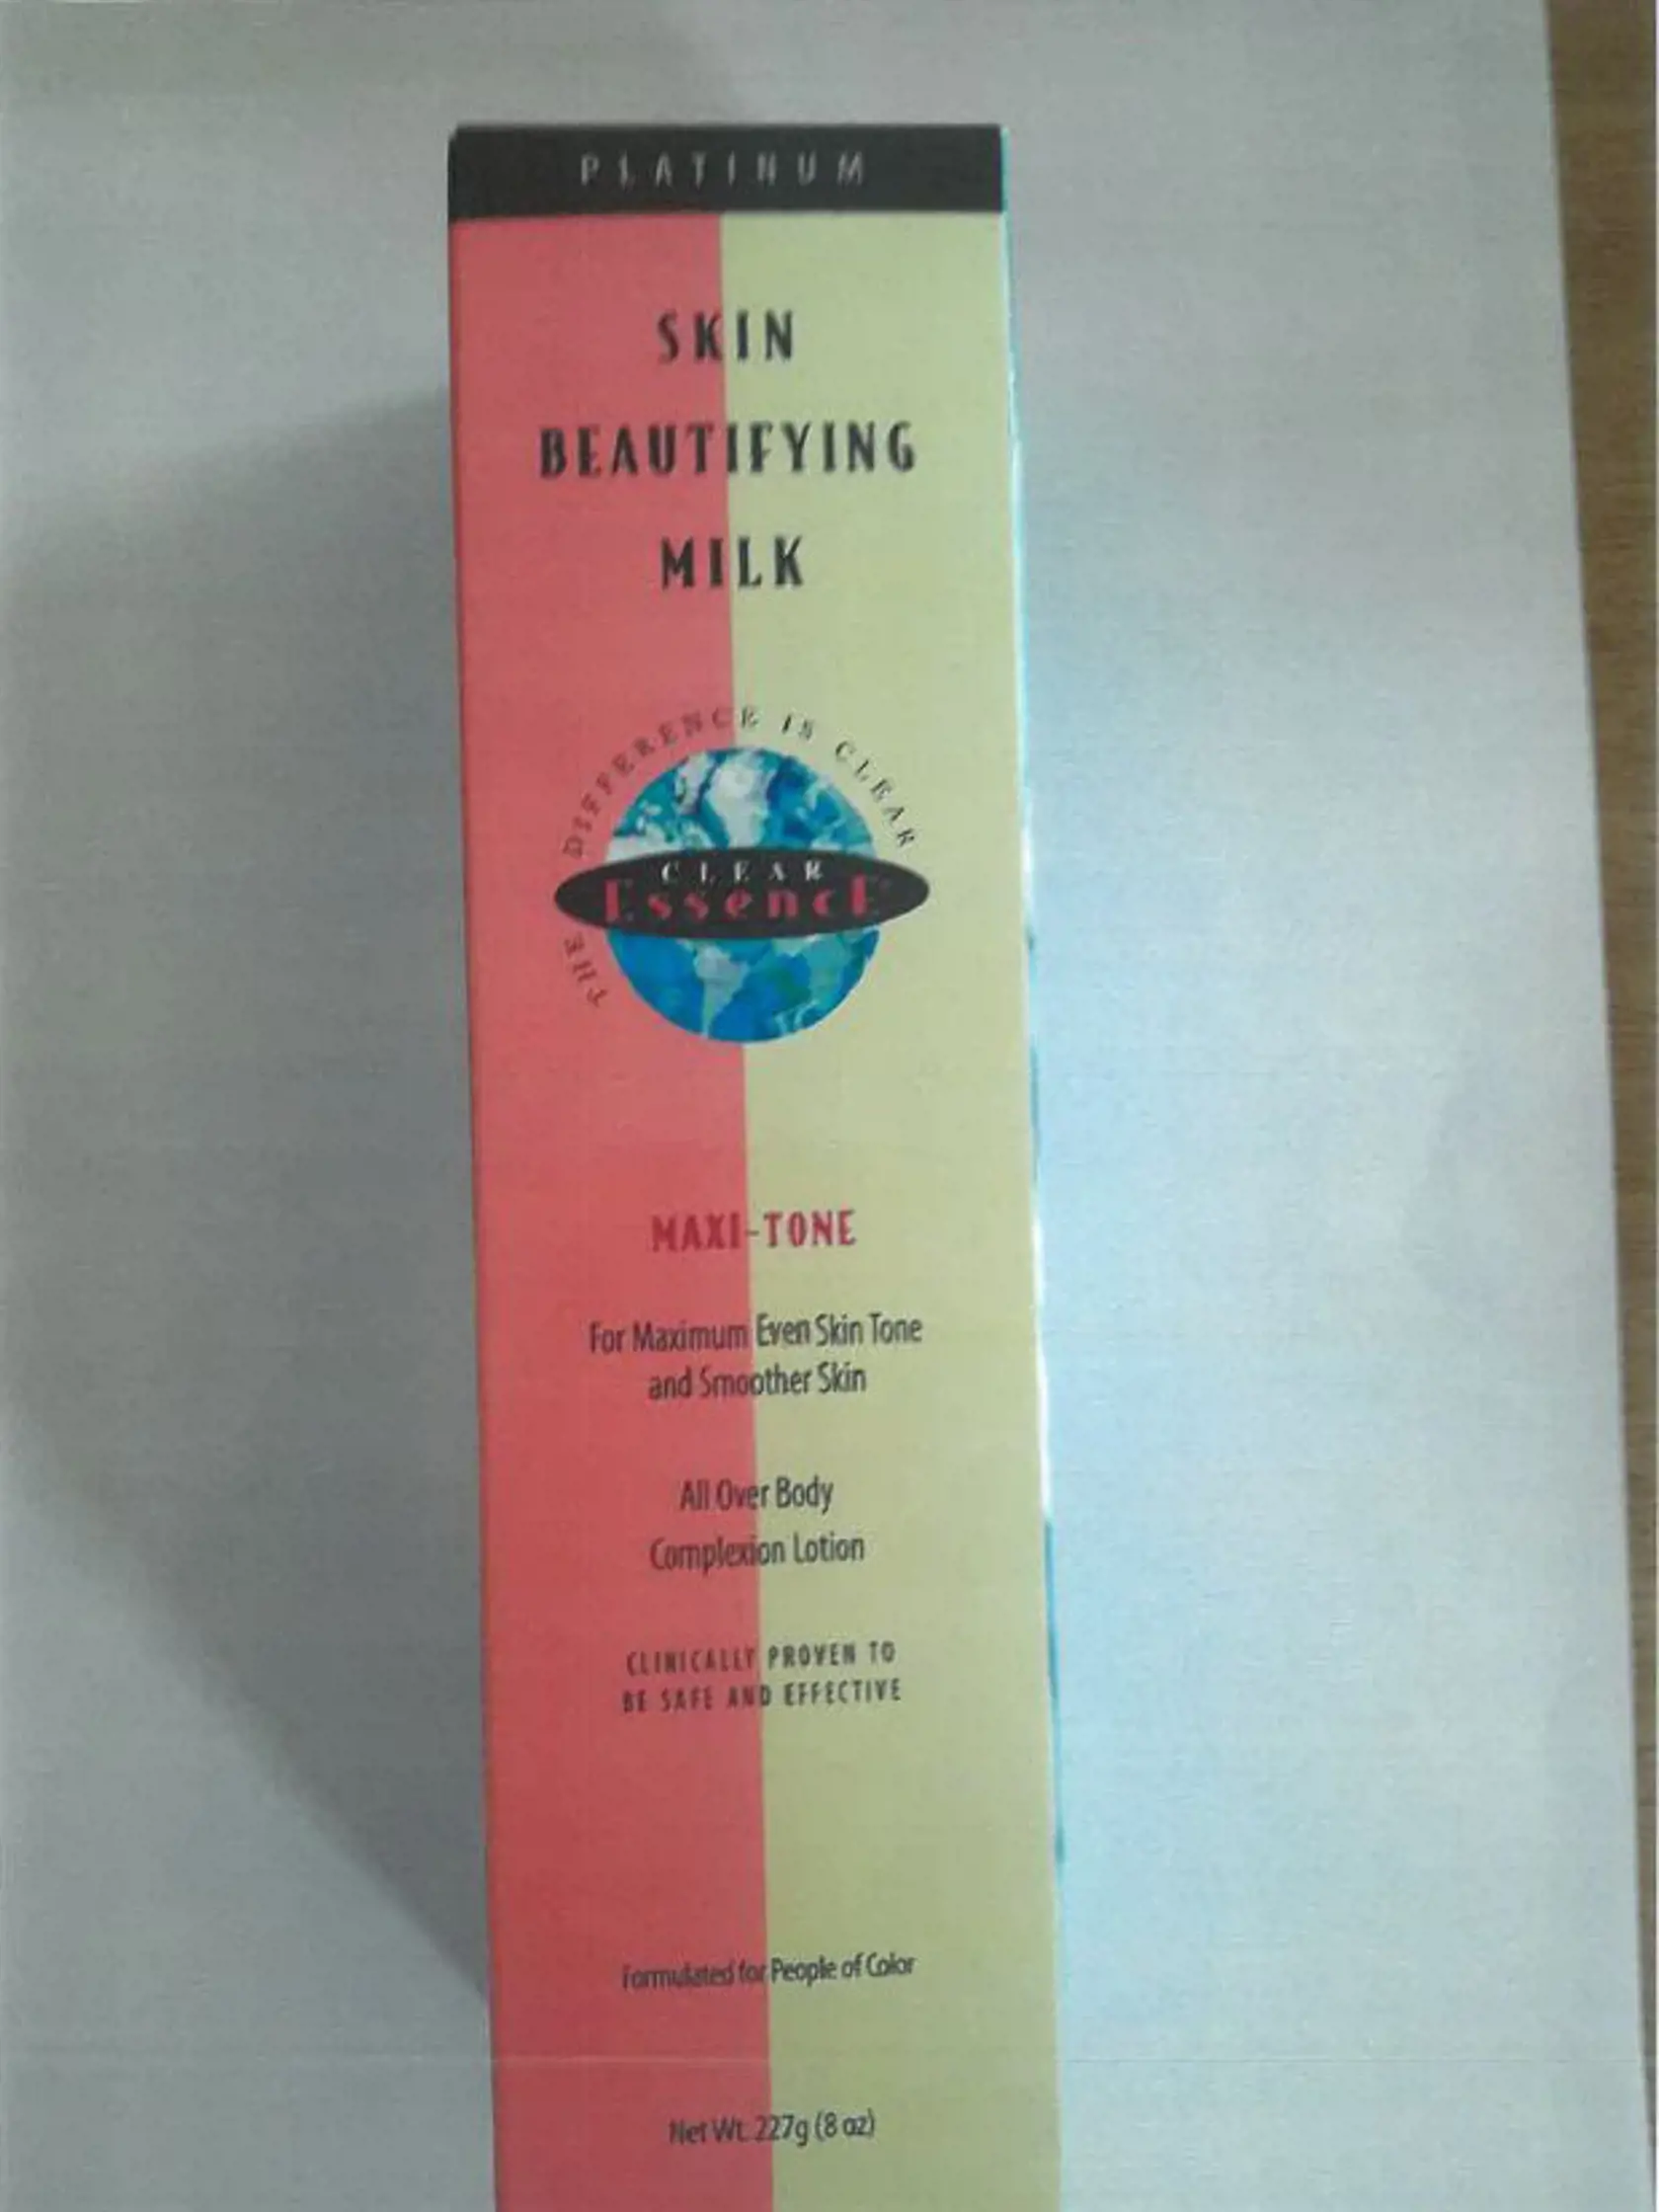 PLATINUM
SKIN
BEAUTIFYING
MILK
THE DIFFERENCE IS CLEAR
CLEAR
EssencE
MAXI-TONE
For Maximum Even Skin Tone
and Smoother Skin
All Over Body
Complexion Lotion
CLINICALLY PROVEN TO
BE SAFE AND EFFECTIVE
Formulated for People of Color
Net Wt. 227g (8 oz)